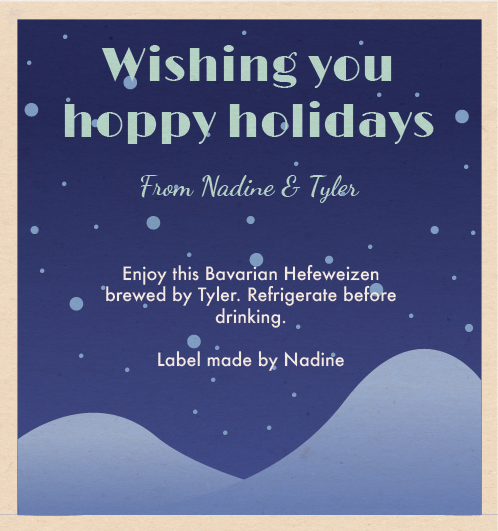 Wishing you
hoppy holidays
From Nadine & Tyler
Enjoy this Bavarian Hefeweizen
brewed by Tyler. Refrigerate before
drinking.
Label made by Nadine